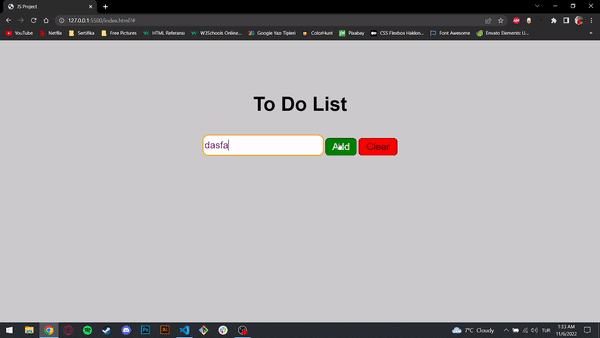 JS Project
127.0.0.1:5500/index.html?#
YouTube Netflix Sertifika Free Pictures HTML Referansı W3Schools Online... Google Yazı Tipleri ColorHunt Pixabay CSS Flexbox Hakkın... Font Awesome Envato Elements: U...
To Do List
dasfa Add Clear
7°C Cloudy TUR 1:33 AM
11/6/2022